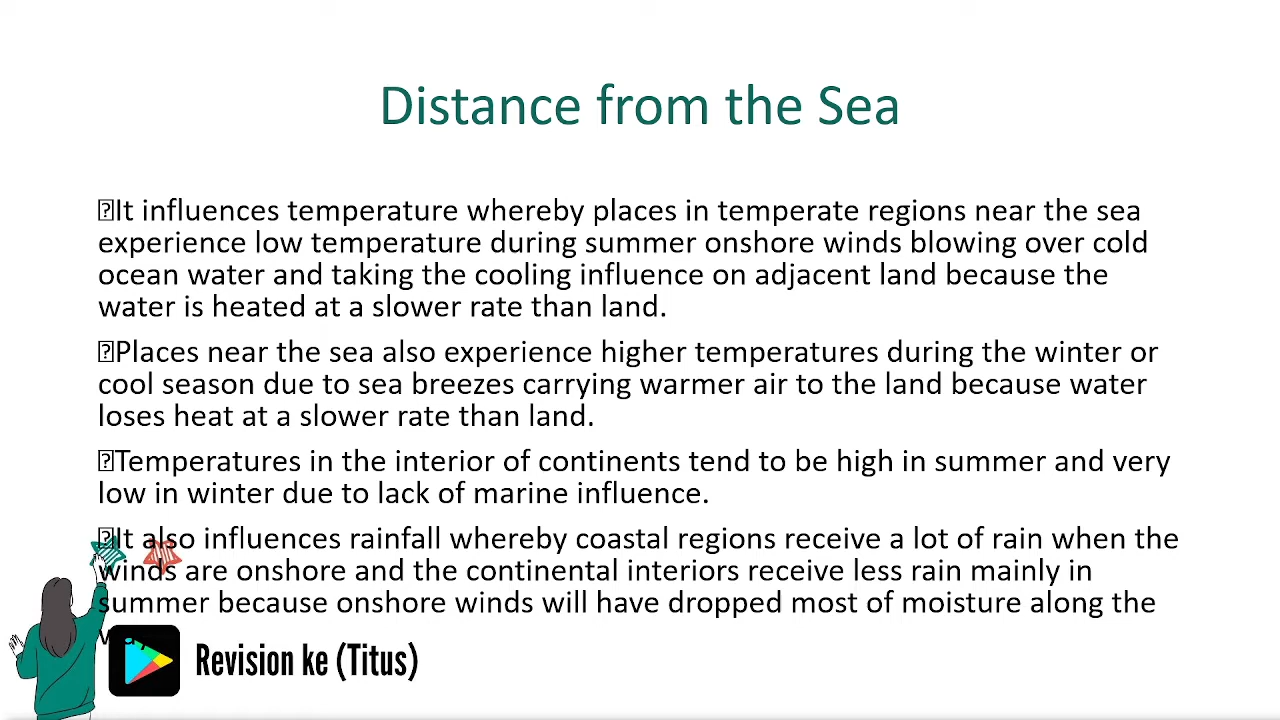 Distance from the Sea
It influences temperature whereby places in temperate regions near the sea
experience low temperature during summer onshore winds blowing over cold
ocean water and taking the cooling influence on adjacent land because the
water is heated at a slower rate than land.
Places near the sea also experience higher temperatures during the winter or
cool season due to sea breezes carrying warmer air to the land because water
loses heat at a slower rate than land.
Temperatures in the interior of continents tend to be high in summer and very
low in winter due to lack of marine influence.
It also influences rainfall whereby coastal regions receive a lot of rain when the
winds are onshore and the continental interiors receive less rain mainly in
summer because onshore winds will have dropped most of moisture along the
Revision ke (Titus)